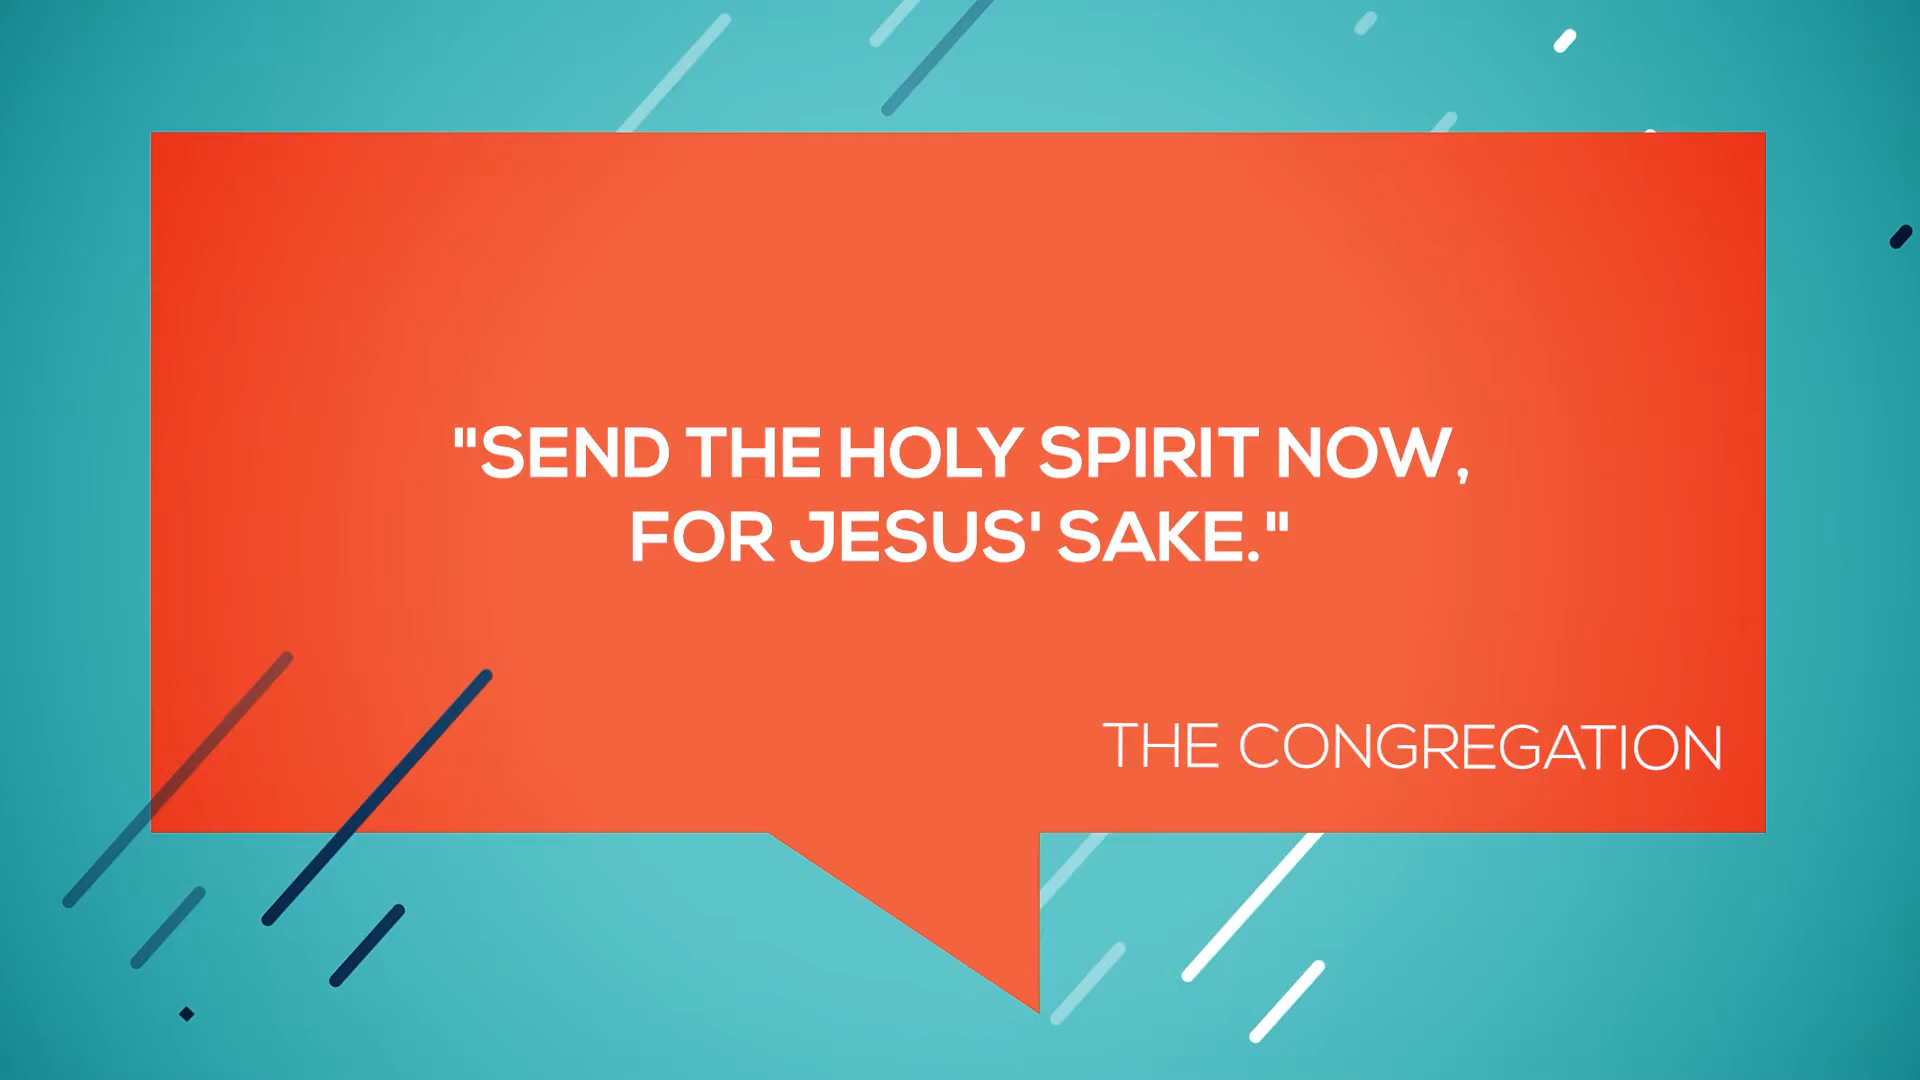 "SEND THE HOLY SPIRIT NOW,
FOR JESUS' SAKE."
THE CONGREGATION